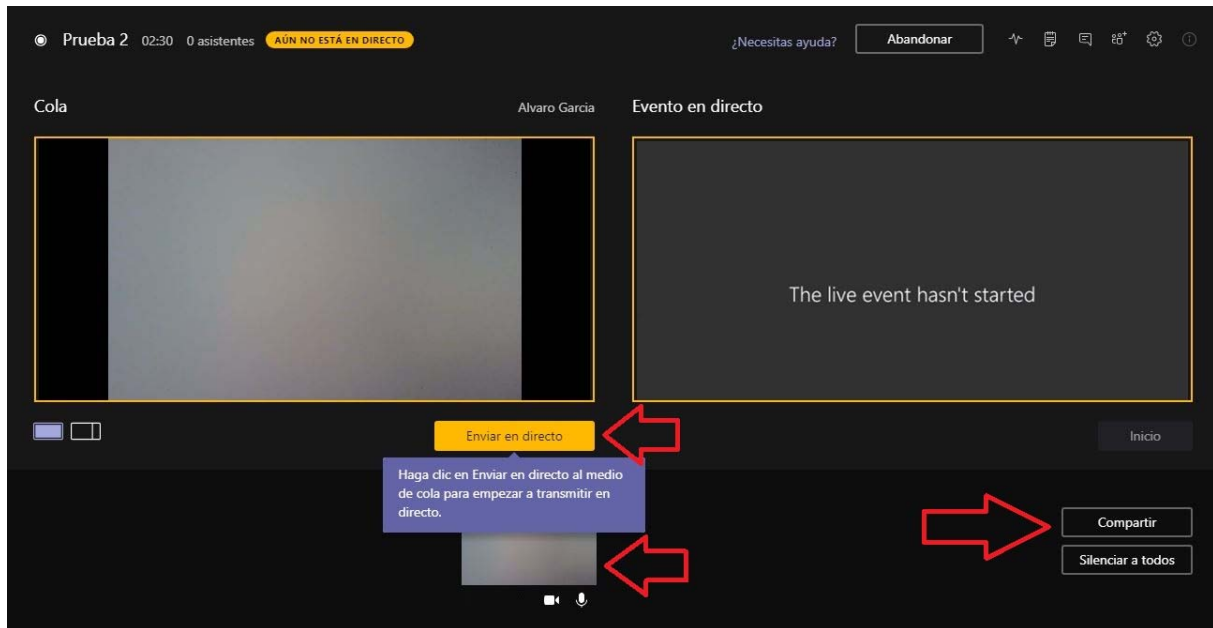 Prueba 2 02:30 0 asistentes AÚN NO ESTÁ EN DIRECTO ¿Necesitas ayuda? Abandonar
Cola Alvaro Garcia Evento en directo
The live event hasn't started
Enviar en directo Inicio
Haga clic en Enviar en directo al medio
de cola para empezar a transmitir en
directo.
Compartir
Silenciar a todos